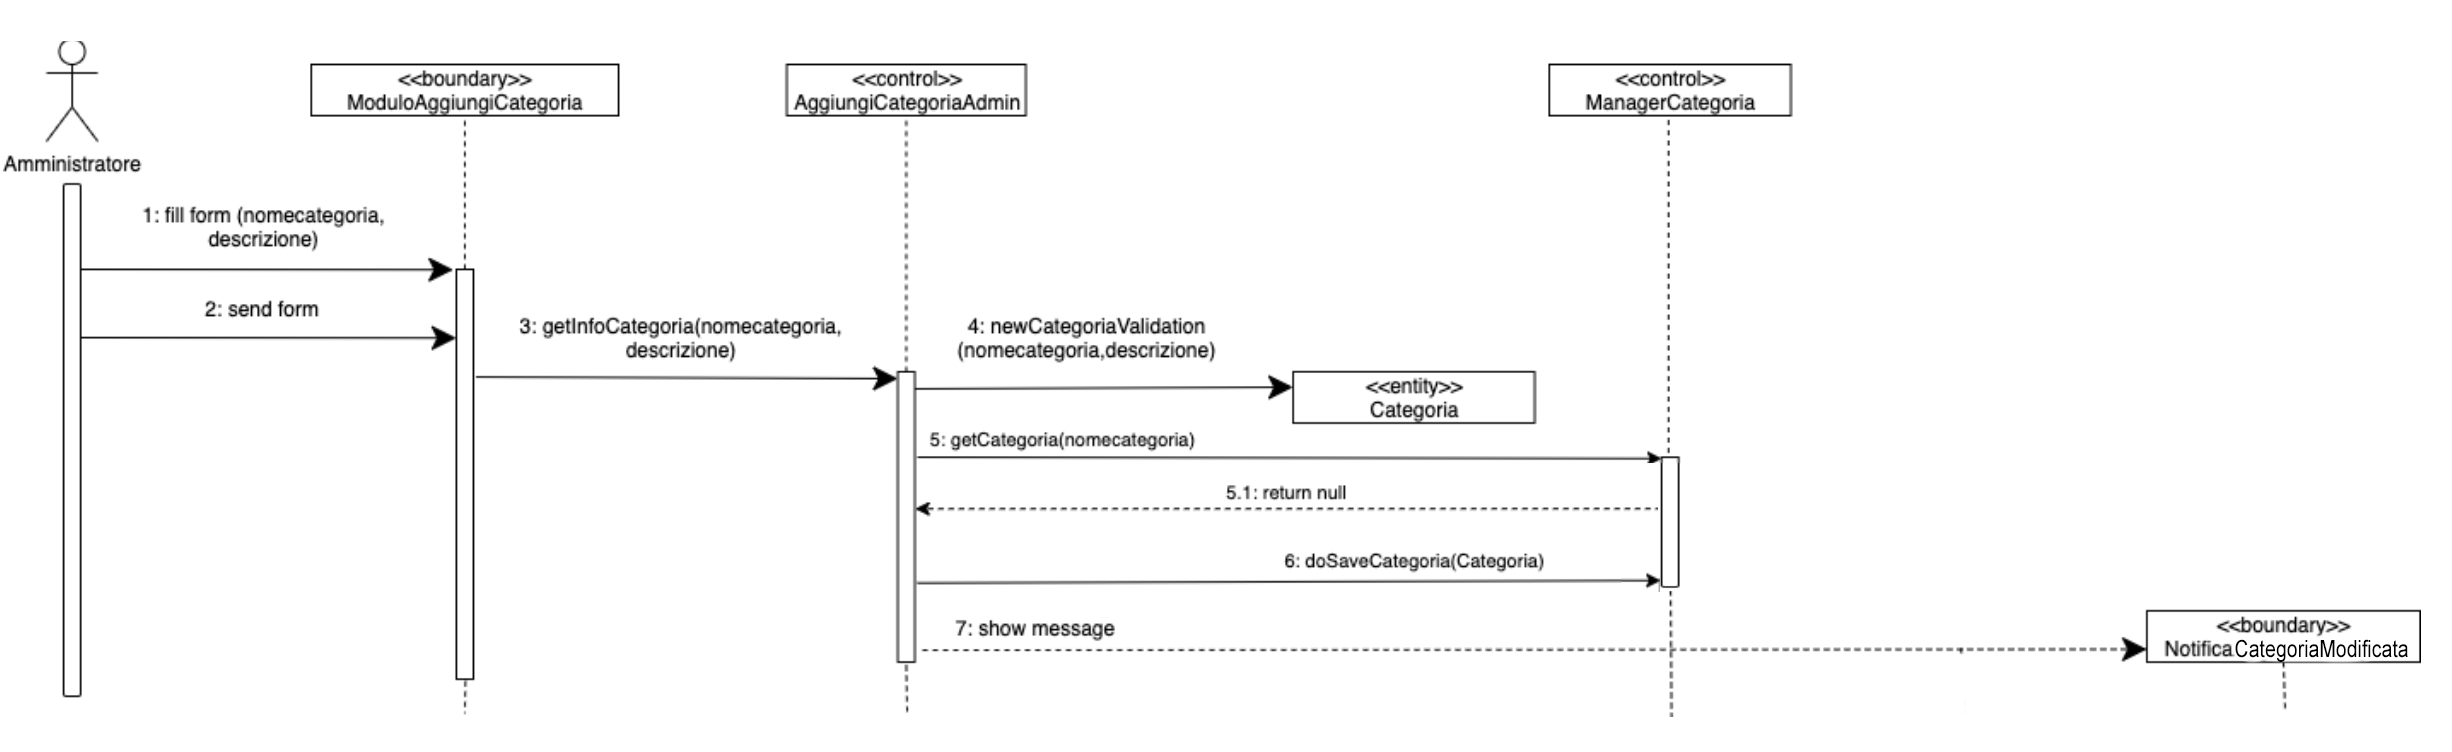 <<boundary>>
ModuloAggiungiCategoria
<<control>>
AggiungiCategoriaAdmin
<<control>>
ManagerCategoria
Amministratore
1: fill form (nomecategoria,
descrizione)
2: send form
3: getInfoCategoria(nomecategoria,
descrizione)
4: newCategoriaValidation
(nomecategoria,descrizione)
<<entity>>
Categoria
5: getCategoria(nomecategoria)
5.1: return null
6: doSaveCategoria(Categoria)
7: show message
<<boundary>>
NotificaCategoriaModificata